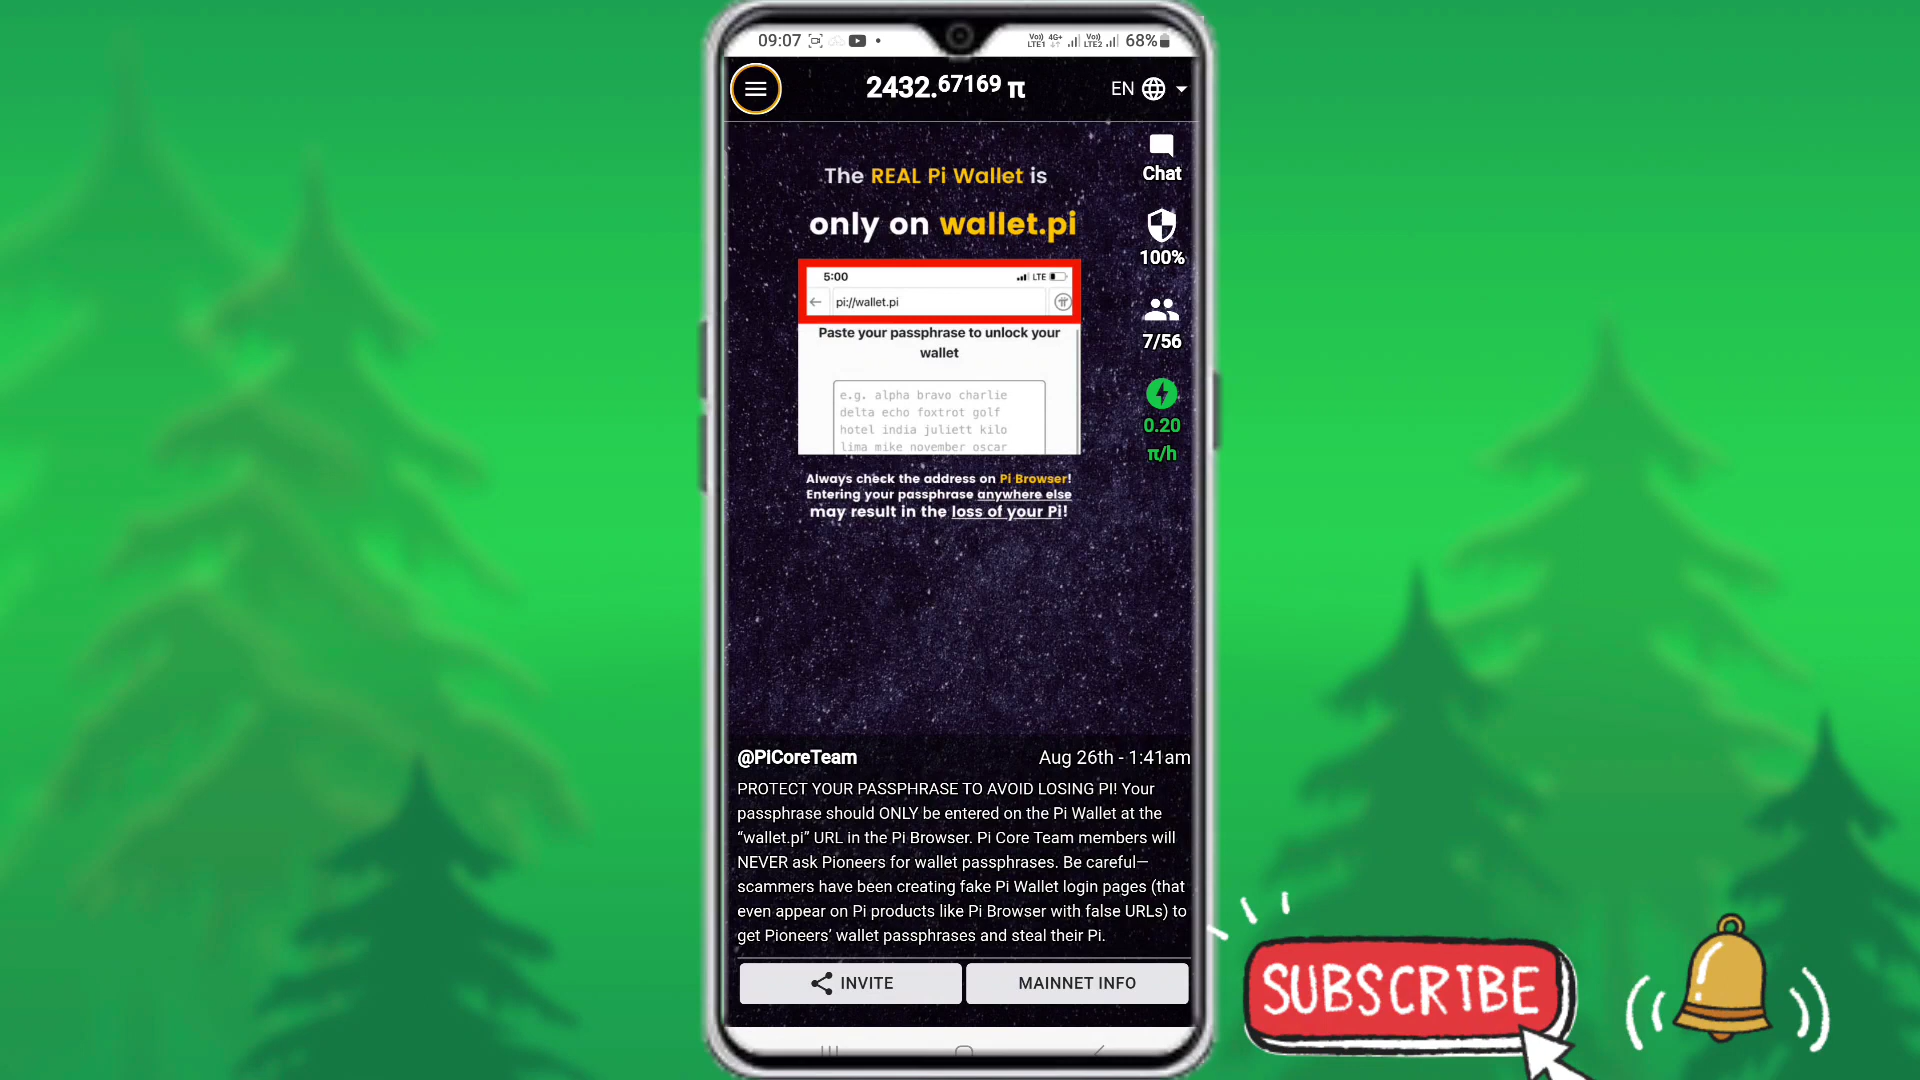 09:07
Vo)) LTE1 4G+ Vo)) LTE2 68%
2432.67169 π
EN
Chat
100%
7/56
0.20
π/h
The REAL Pi Wallet is
only on wallet.pi
5:00
LTE
pi://wallet.pi
Paste your passphrase to unlock your
wallet
e.g. alpha bravo charlie
delta echo foxtrot golf
hotel india juliett kilo
lima mike november oscar
Always check the address on Pi Browser!
Entering your passphrase anywhere else
may result in the loss of your Pi!
@PiCoreTeam
Aug 26th - 1:41am
PROTECT YOUR PASSPHRASE TO AVOID LOSING PI! Your
passphrase should ONLY be entered on the Pi Wallet at the
“wallet.pi” URL in the Pi Browser. Pi Core Team members will
NEVER ask Pioneers for wallet passphrases. Be careful—
scammers have been creating fake Pi Wallet login pages (that
even appear on Pi products like Pi Browser with false URLs) to
get Pioneers’ wallet passphrases and steal their Pi.
INVITE
MAINNET INFO
SUBSCRIBE